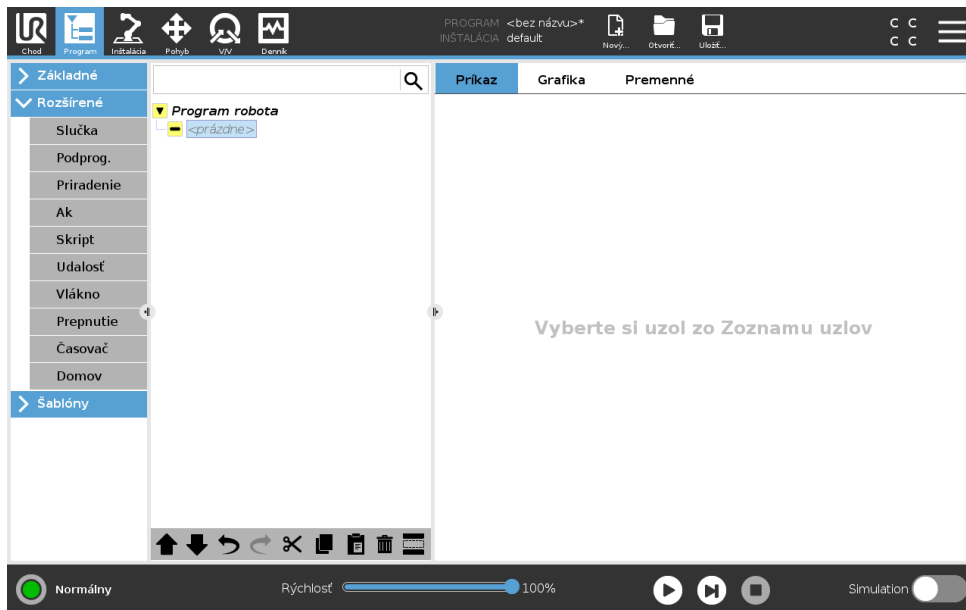 Chod
Program
Inštalácia
Pohyb
V/V
Denník
PROGRAM <bez názvu>*
INŠTALÁCIA default
Nový...
Otvoriť...
Uložiť...
C C
C C
Základné
Rozšírené
Slučka
Podprog.
Priradenie
Ak
Skript
Udalosť
Vlákno
Prepnutie
Časovač
Domov
Šablóny
Program robota
<prázdne>
Príkaz
Grafika
Premenné
Vyberte si uzol zo Zoznamu uzlov
Normálny
Rýchlosť
100%
Simulation